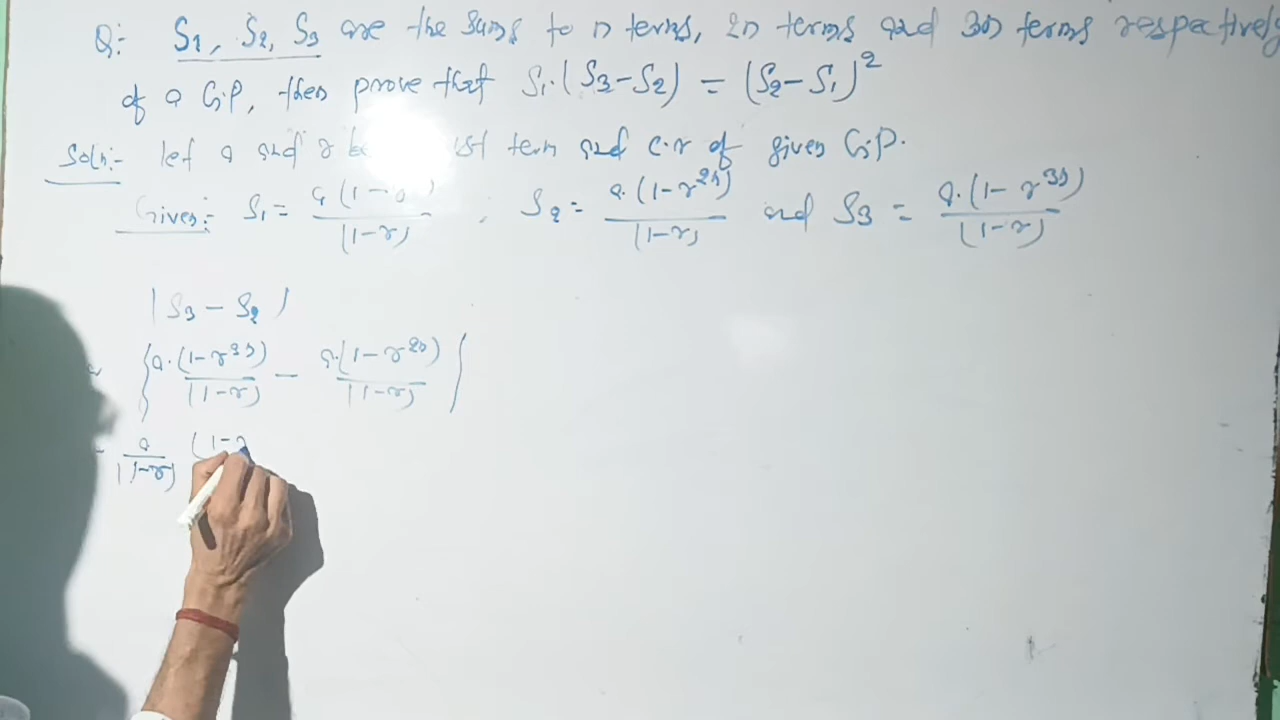 Q: S₁, S₂, S₃ are the sums to n terms, 2n terms and 3n terms respectively
of a G.P, then prove that S₁.(S₃-S₂) = (S₂-S₁)²
Soln:- let a and r be 1st term and c.r of given G.P.
Given:- S₁ = a(1- )/(1-r) , S₂ = a.(1-r²ⁿ)/(1-r) and S₃ = a.(1-r³ⁿ)/(1-r)
(S₃-S₂)
{a.(1-r³ⁿ)/(1-r) - a.(1-r²ⁿ)/(1-r)}
= a/(1-r) (1-